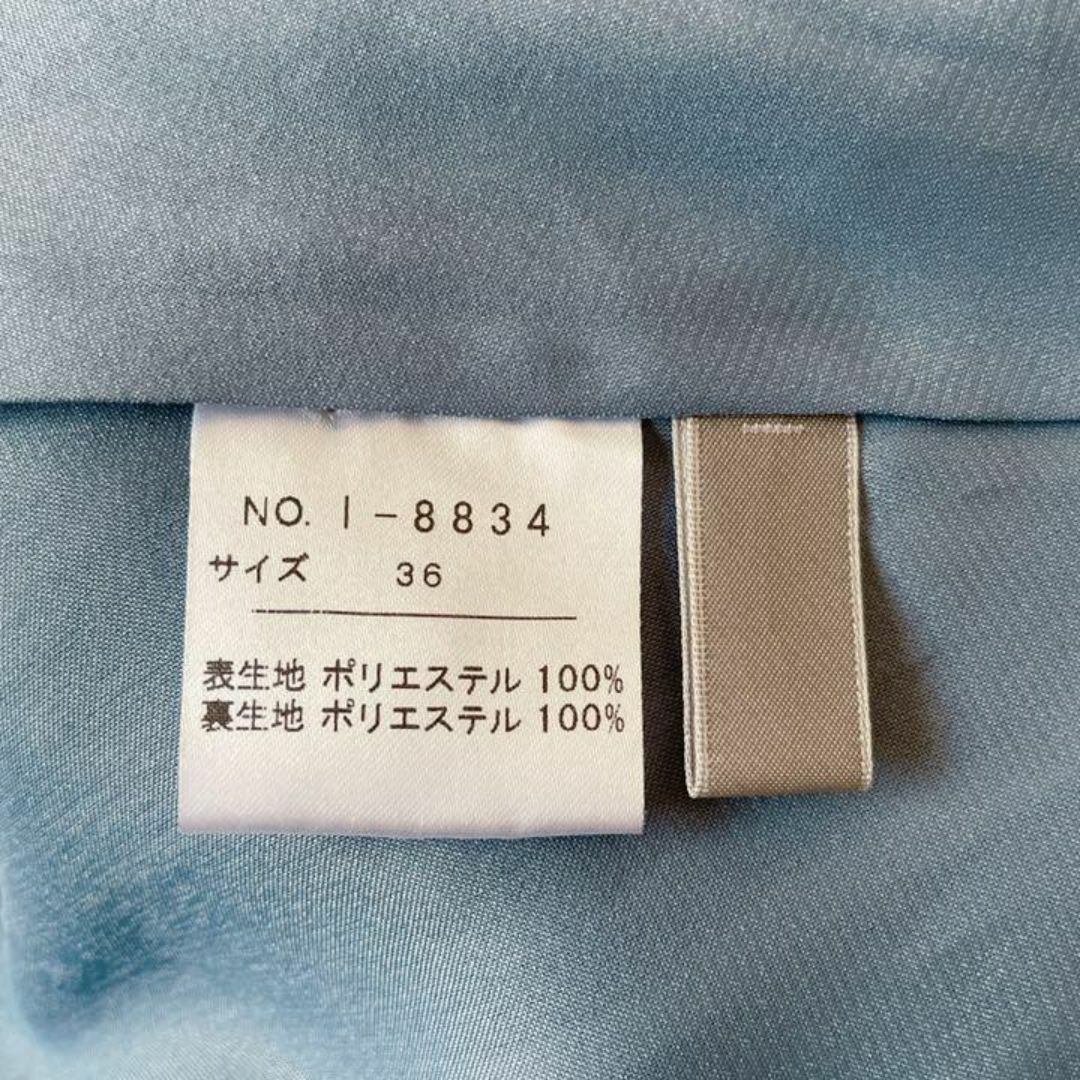 NO. I-8834
サイズ 36
表生地 ポリエステル 100%
裏生地 ポリエステル 100%